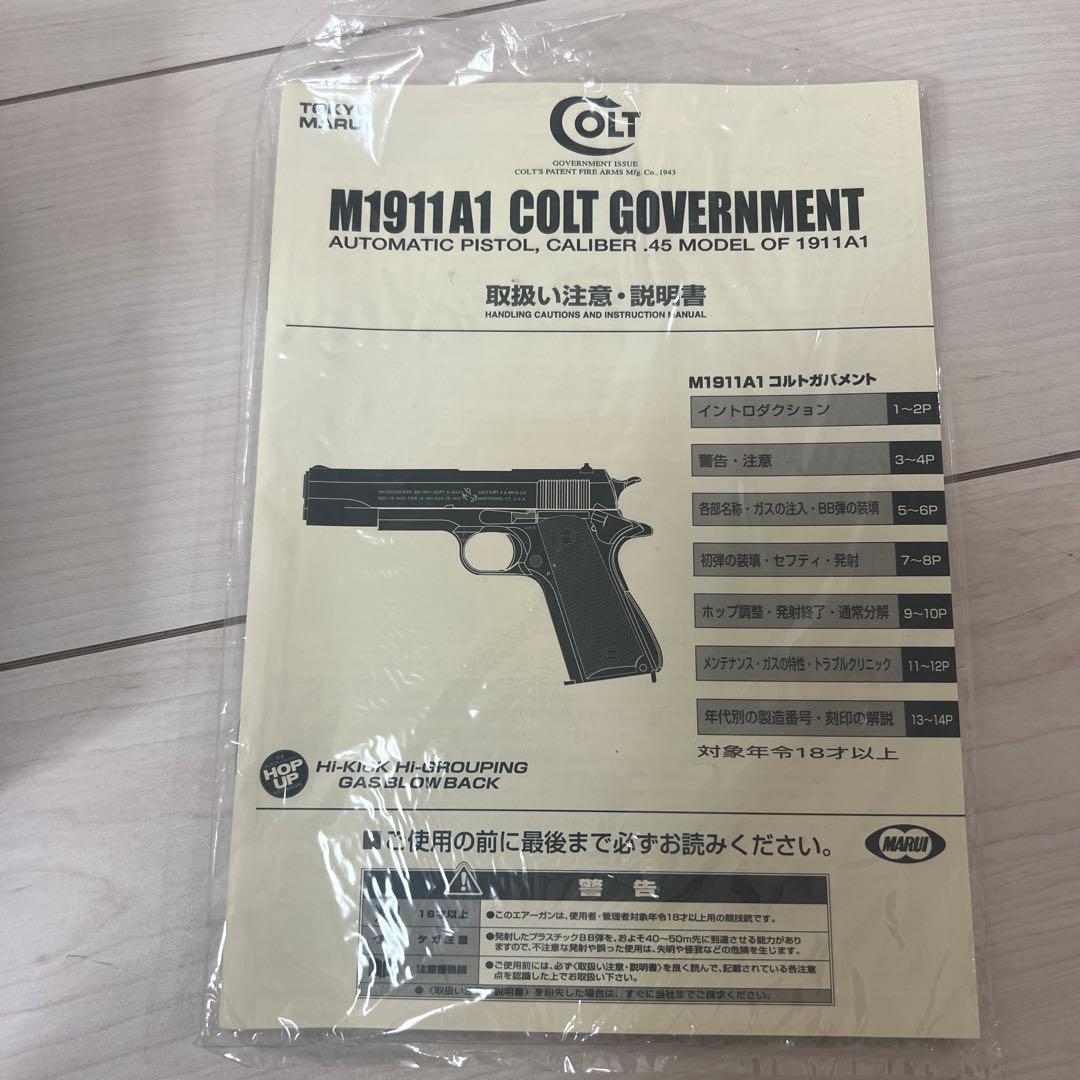 TOKYO
MARUI
COLT
GOVERNMENT ISSUE
COLT'S PATENT FIRE ARMS Mfg. Co., 1943
M1911A1 COLT GOVERNMENT
AUTOMATIC PISTOL, CALIBER .45 MODEL OF 1911A1
取扱い注意・説明書
HANDLING CAUTIONS AND INSTRUCTION MANUAL
M1911A1 コルトガバメント
イントロダクション 1〜2P
警告・注意 3〜4P
各部名称・ガスの注入・BB弾の装填 5〜6P
初弾の装填・セフティ・発射 7〜8P
ホップ調整・発射終了・通常分解 9〜10P
メンテナンス・ガスの特性・トラブルクリニック 11〜12P
年代別の製造番号・刻印の解説 13〜14P
対象年令18才以上
HOP UP
Hi-KICK Hi-GROUPING
GAS BLOW BACK
ご使用の前に最後まで必ずお読みください。
MARUI
警告
18才以上 ●このエアーガンは、使用者・管理者対象年令18才以上用の競技銃です。
ケガ注意 ●発射したプラスチックBB弾を、およそ40〜50m先に到達させる能力があり
ますので、不注意な発射や誤った使用は、失明や怪我などの危険を生じます。
注意書熟読 ●ご使用前には、必ず〈取扱い注意・説明書〉を良く読んで、記載されている各注意
点を認識した上でお取扱い下さい。
●〈取扱い注意・説明書〉を紛失した場合は、すぐに当社までご請求ください。